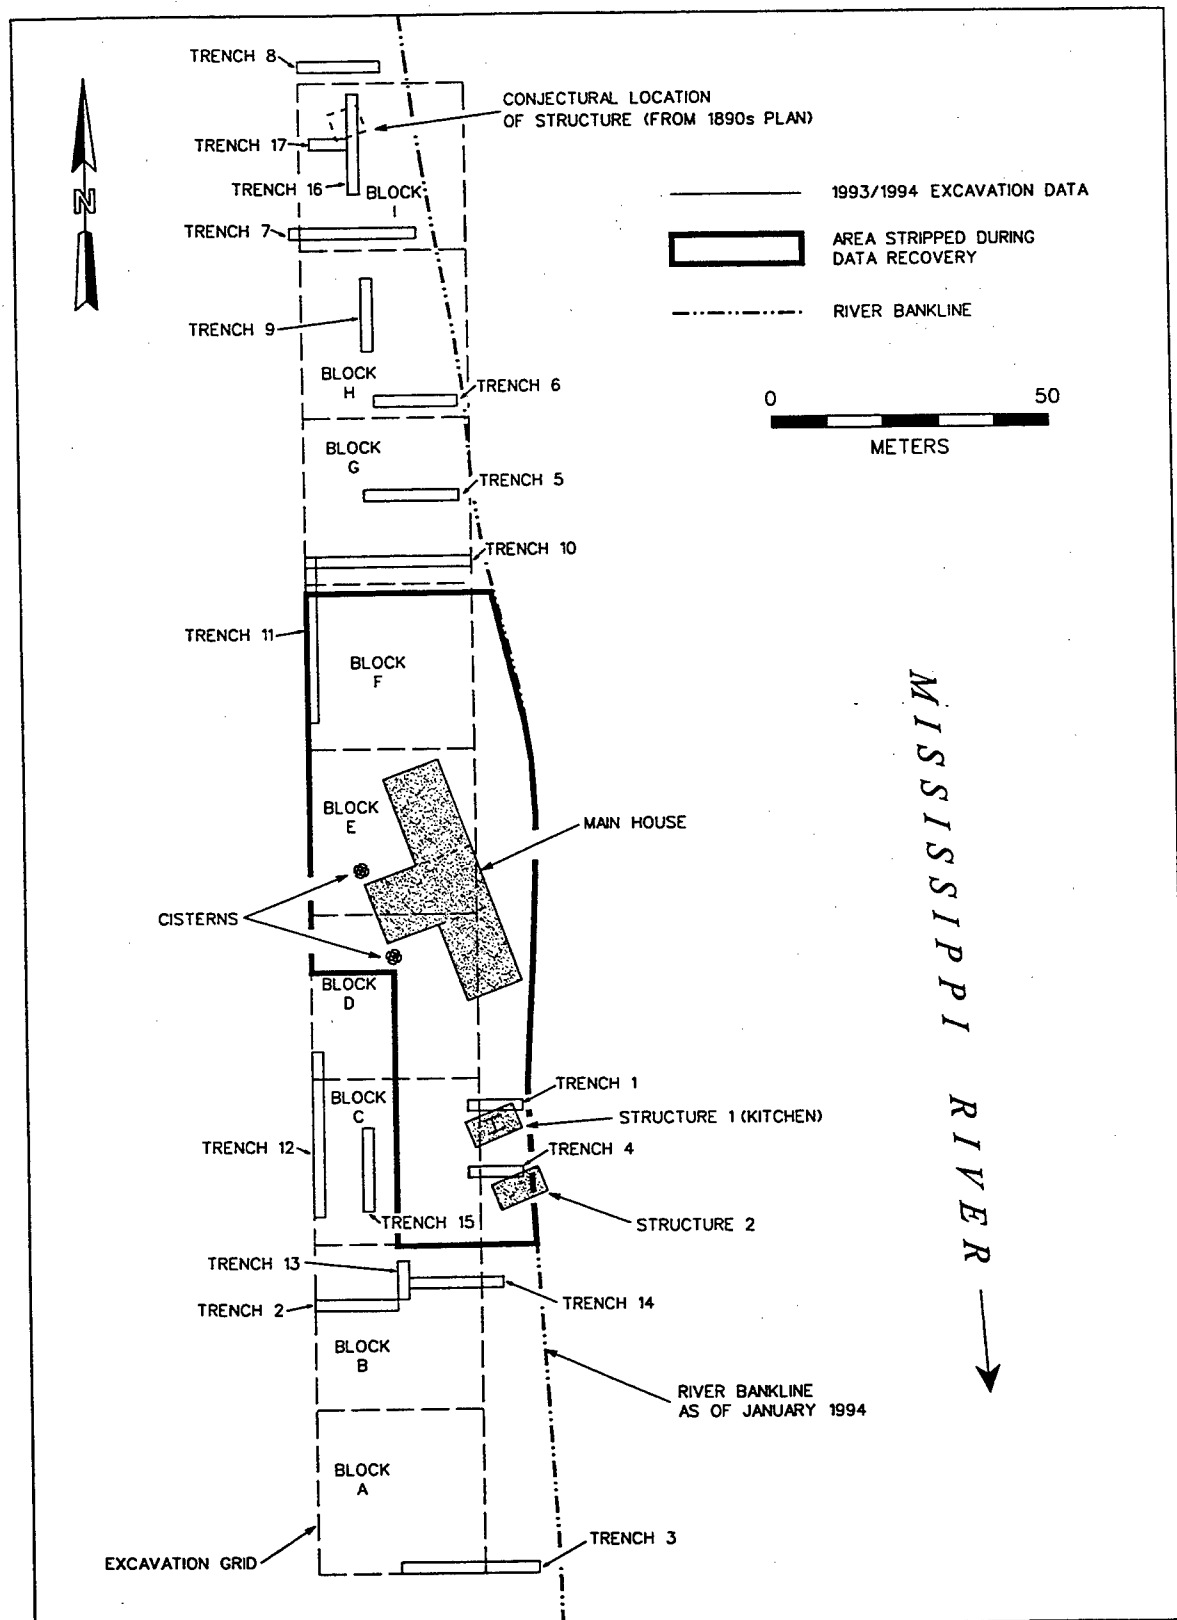 TRENCH 8
CONJECTURAL LOCATION
OF STRUCTURE (FROM 1890s PLAN)
TRENCH 17
TRENCH 16
BLOCK
I
N
1993/1994 EXCAVATION DATA
TRENCH 7
AREA STRIPPED DURING
DATA RECOVERY
RIVER BANKLINE
TRENCH 9
BLOCK
H
TRENCH 6
0 50
METERS
BLOCK
G
TRENCH 5
TRENCH 10
TRENCH 11
BLOCK
F
MISSISSIPPI RIVER
BLOCK
E
MAIN HOUSE
CISTERNS
BLOCK
D
TRENCH 1
BLOCK
C
STRUCTURE 1 (KITCHEN)
TRENCH 12
TRENCH 4
TRENCH 15
STRUCTURE 2
TRENCH 13
TRENCH 2
TRENCH 14
BLOCK
B
RIVER BANKLINE
AS OF JANUARY 1994
BLOCK
A
TRENCH 3
EXCAVATION GRID